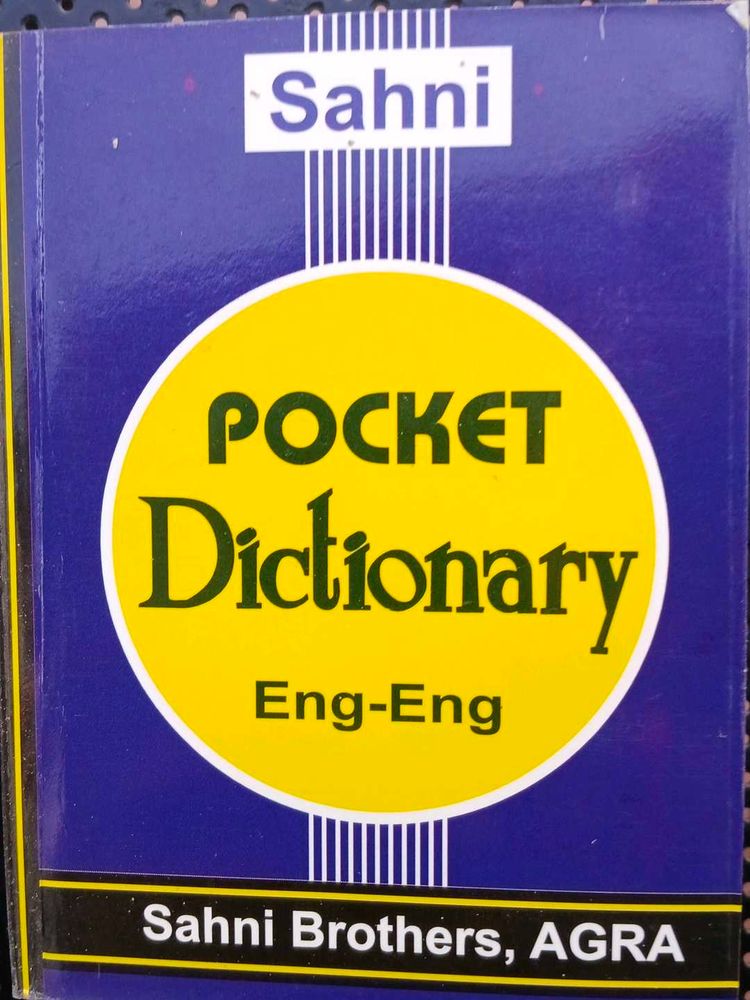 Sahni
POCKET
Dictionary
Eng-Eng
Sahni Brothers, AGRA